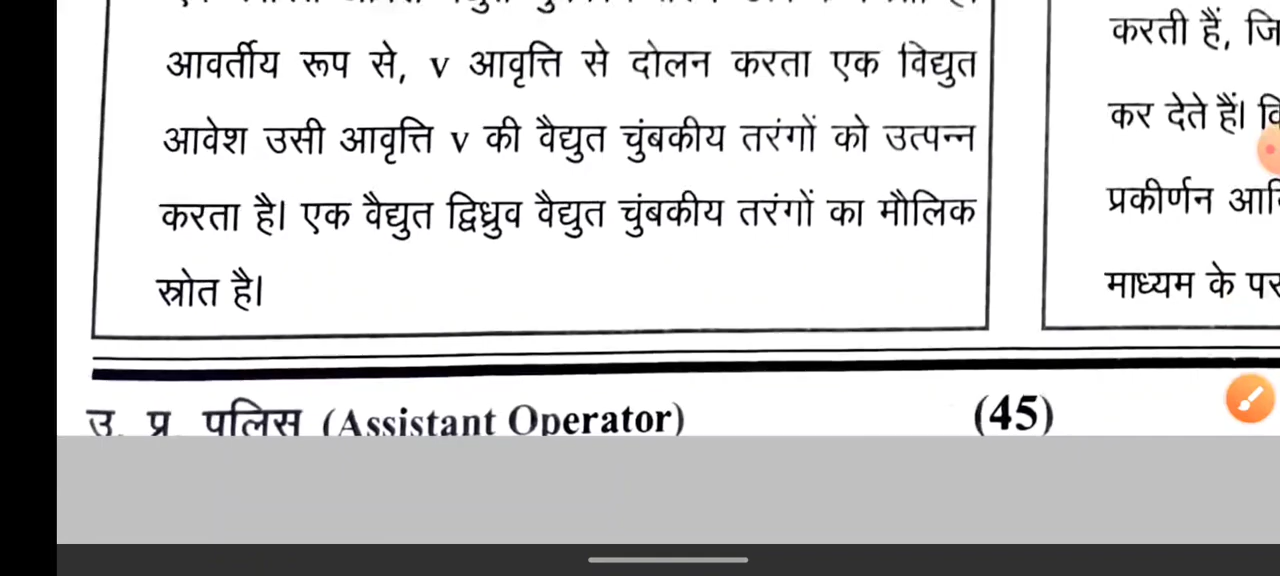 आवर्तीय रूप से, v आवृत्ति से दोलन करता एक विद्युत
आवेश उसी आवृत्ति v की वैद्युत चुंबकीय तरंगों को उत्पन्न
करता है। एक वैद्युत द्विध्रुव वैद्युत चुंबकीय तरंगों का मौलिक
स्रोत है।
करती हैं,
कर देते हैं।
प्रकीर्णन
माध्यम के
उ. प्र. पुलिस (Assistant Operator) (45)